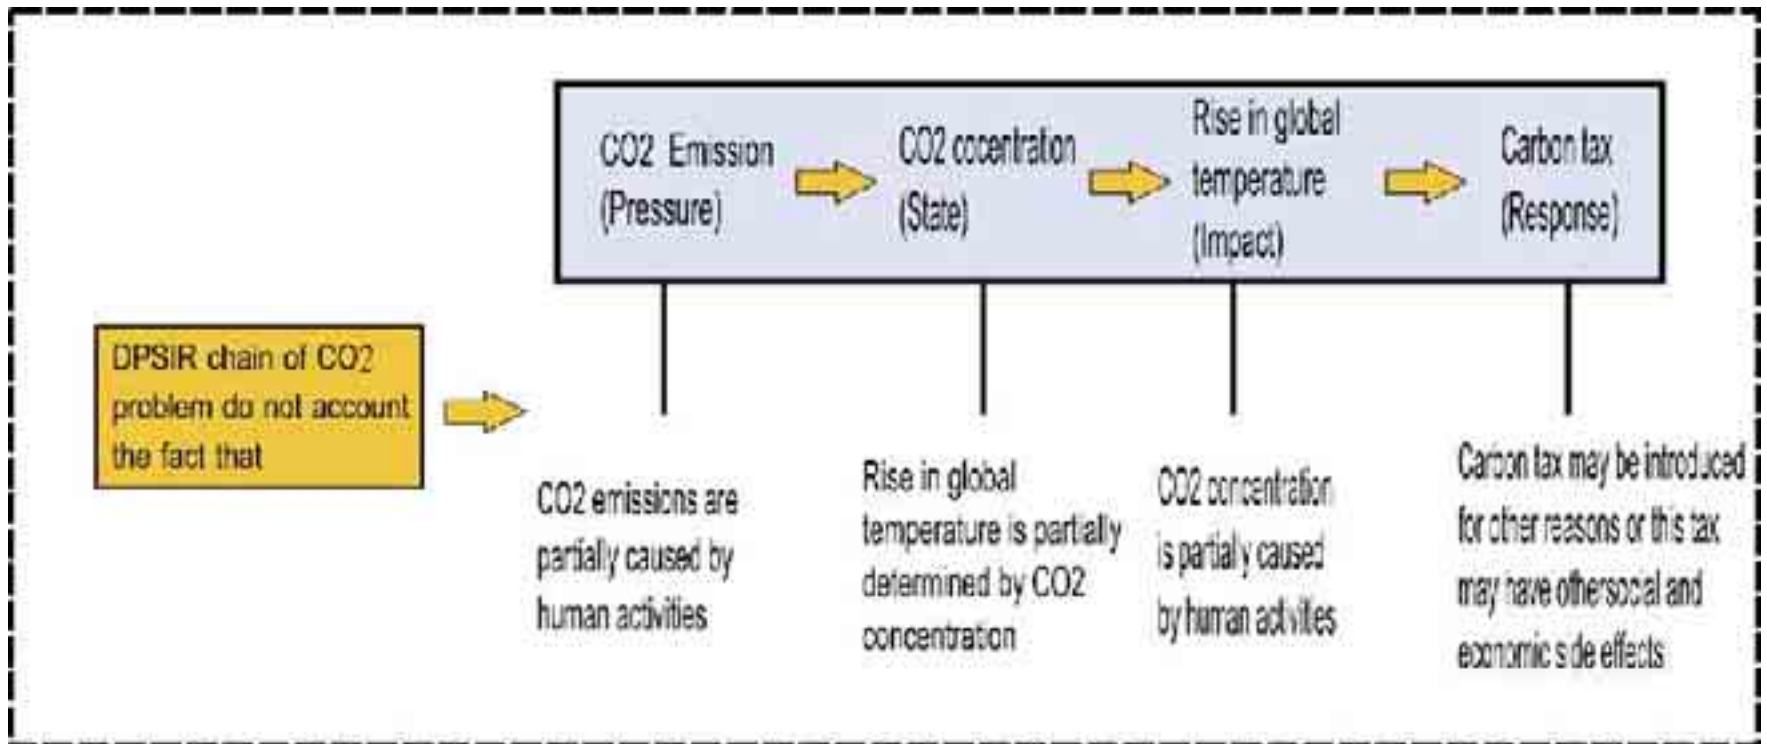 CO2 Emission
(Pressure)
CO2 cocentration
(State)
Rise in global
temperature
(Impact)
Carbon tax
(Response)
DPSIR chain of CO2
problem do not account
the fact that
CO2 emissions are
partially caused by
human activities
Rise in global
temperature is partially
determined by CO2
concentration
CO2 concentration
is partially caused
by human activities
Carbon tax may be introduced
for other reasons or this tax
may have othersocial and
economic side effects